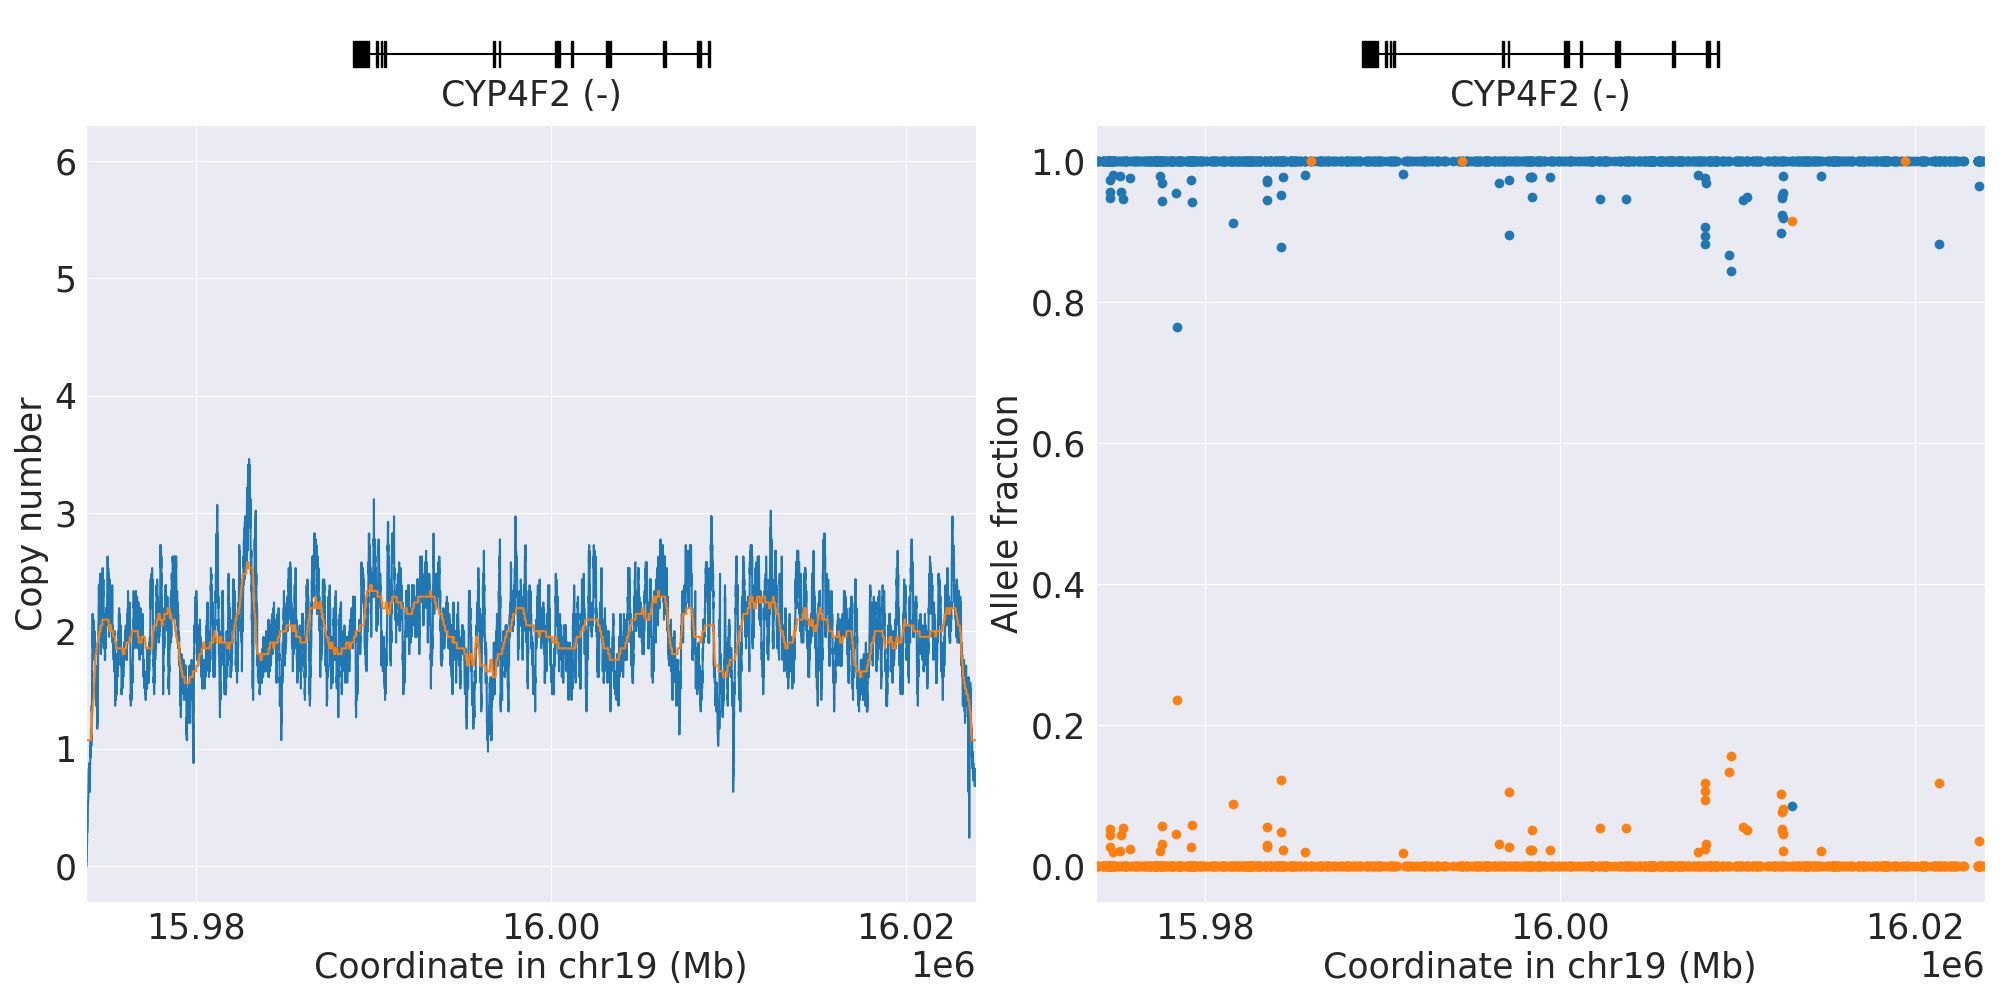 CYP4F2 (-)
6
5
4
3
2
1
0
Copy number
15.98
16.00
16.02
1e6
Coordinate in chr19 (Mb)
CYP4F2 (-)
1.0
0.8
0.6
0.4
0.2
0.0
Allele fraction
15.98
16.00
16.02
1e6
Coordinate in chr19 (Mb)